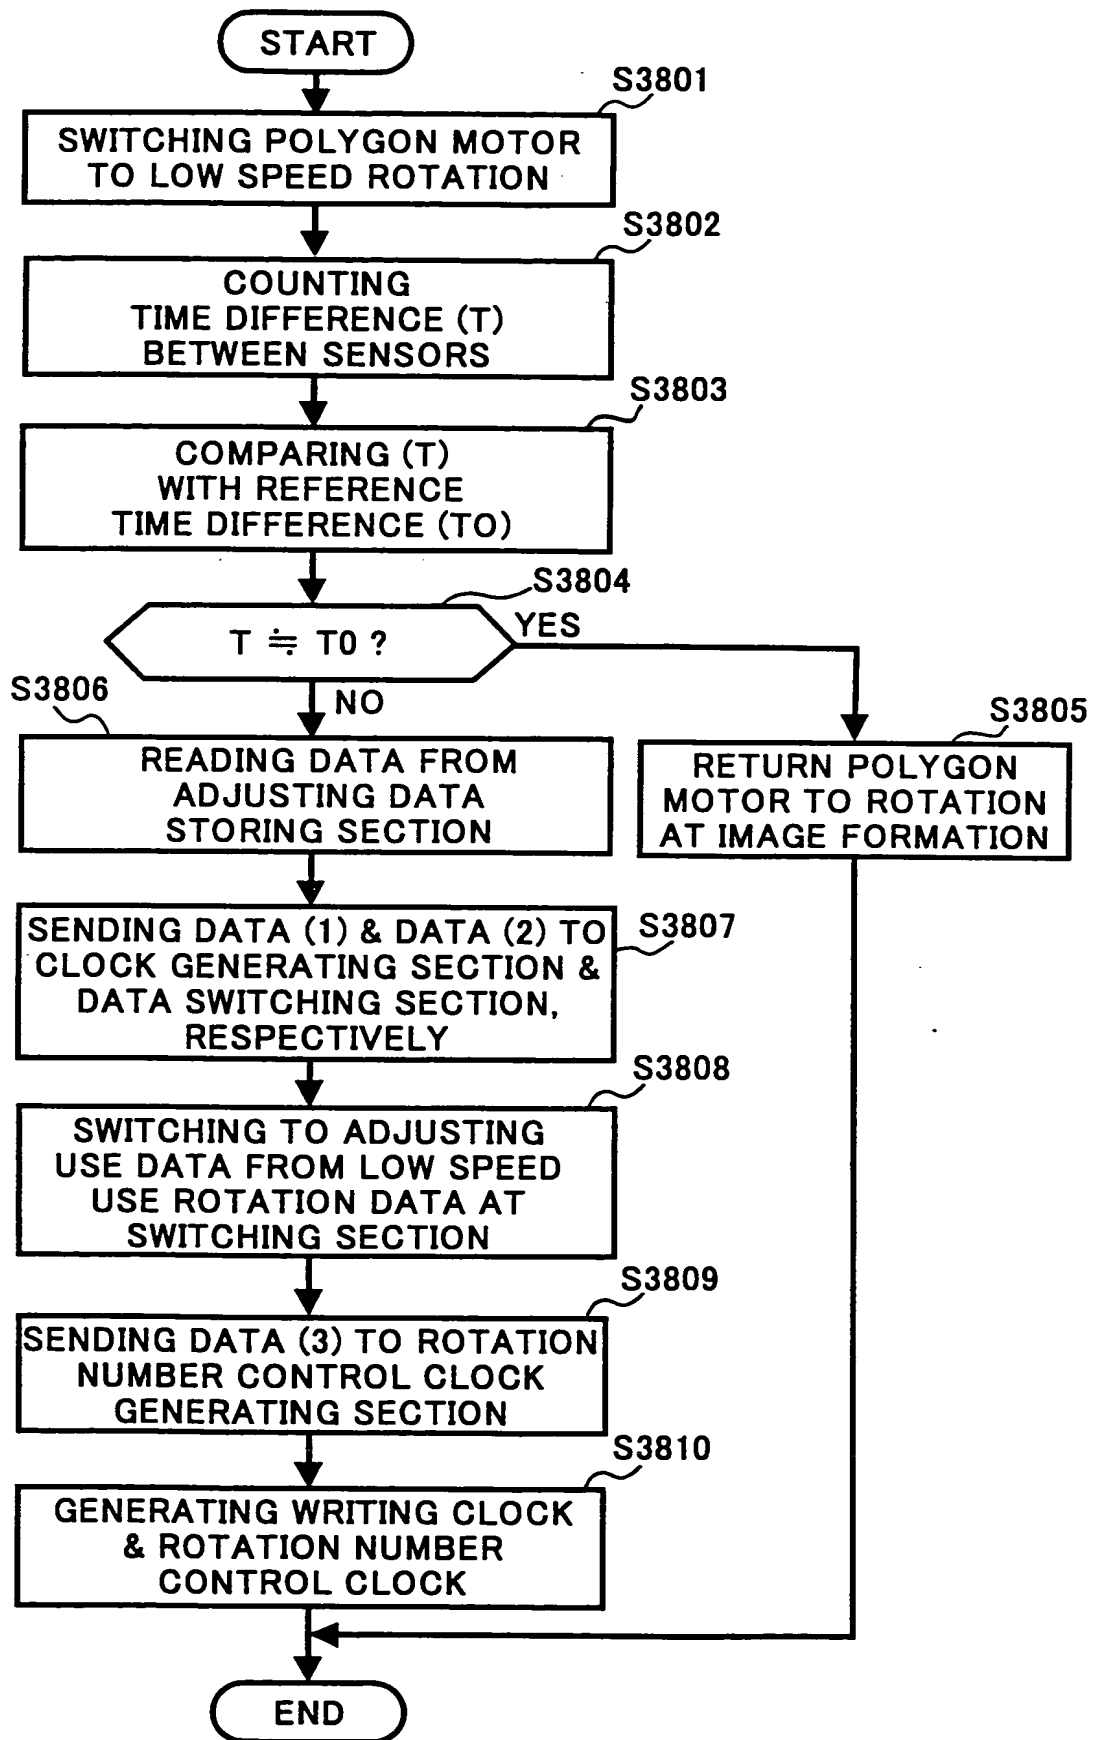 START
S3801
SWITCHING POLYGON MOTOR
TO LOW SPEED ROTATION
S3802
COUNTING
TIME DIFFERENCE (T)
BETWEEN SENSORS
S3803
COMPARING (T)
WITH REFERENCE
TIME DIFFERENCE (TO)
S3804
T ≒ T0 ?
YES
NO
S3806
READING DATA FROM
ADJUSTING DATA
STORING SECTION
S3805
RETURN POLYGON
MOTOR TO ROTATION
AT IMAGE FORMATION
S3807
SENDING DATA (1) & DATA (2) TO
CLOCK GENERATING SECTION &
DATA SWITCHING SECTION,
RESPECTIVELY
S3808
SWITCHING TO ADJUSTING
USE DATA FROM LOW SPEED
USE ROTATION DATA AT
SWITCHING SECTION
S3809
SENDING DATA (3) TO ROTATION
NUMBER CONTROL CLOCK
GENERATING SECTION
S3810
GENERATING WRITING CLOCK
& ROTATION NUMBER
CONTROL CLOCK
END